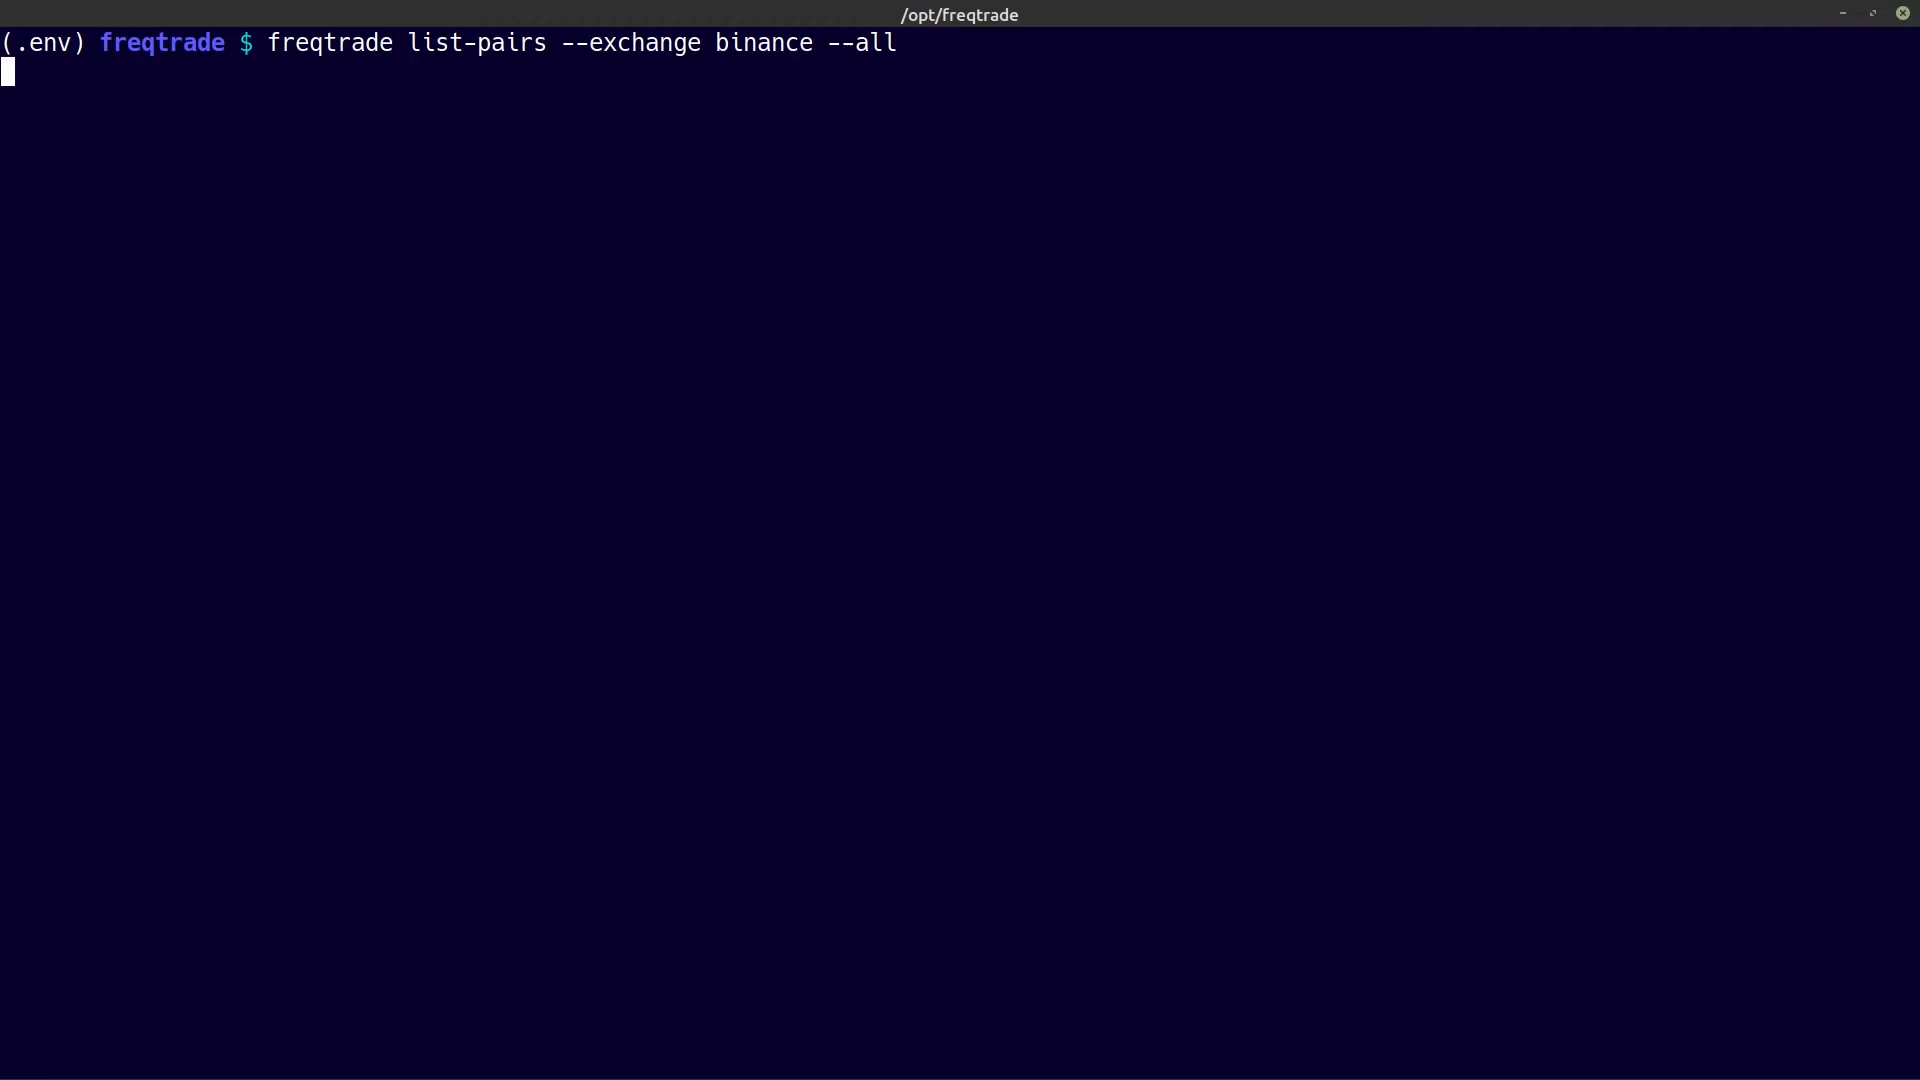 /opt/freqtrade
(.env) freqtrade $ freqtrade list-pairs --exchange binance --all